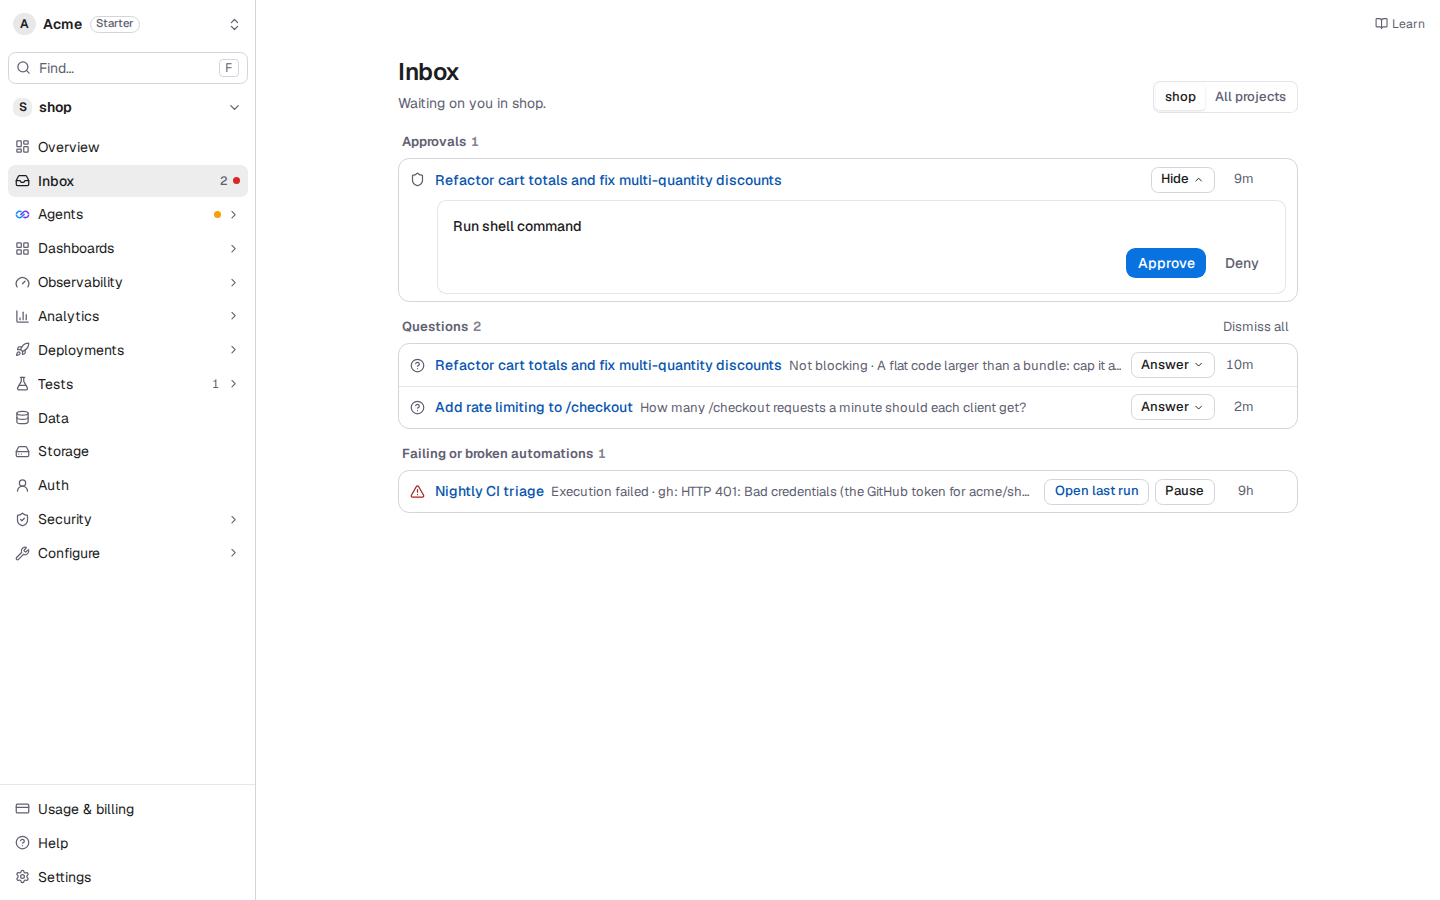 A Acme Starter
Learn
Find...
F
S shop
Overview
Inbox 2
Agents
Dashboards
Observability
Analytics
Deployments
Tests 1
Data
Storage
Auth
Security
Configure
Usage & billing
Help
Settings
Inbox
Waiting on you in shop.
shop All projects
Approvals 1
Refactor cart totals and fix multi-quantity discounts Hide 9m
Run shell command
Approve Deny
Questions 2 Dismiss all
Refactor cart totals and fix multi-quantity discounts Not blocking · A flat code larger than a bundle: cap it a... Answer 10m
Add rate limiting to /checkout How many /checkout requests a minute should each client get? Answer 2m
Failing or broken automations 1
Nightly CI triage Execution failed · gh: HTTP 401: Bad credentials (the GitHub token for acme/sh... Open last run Pause 9h